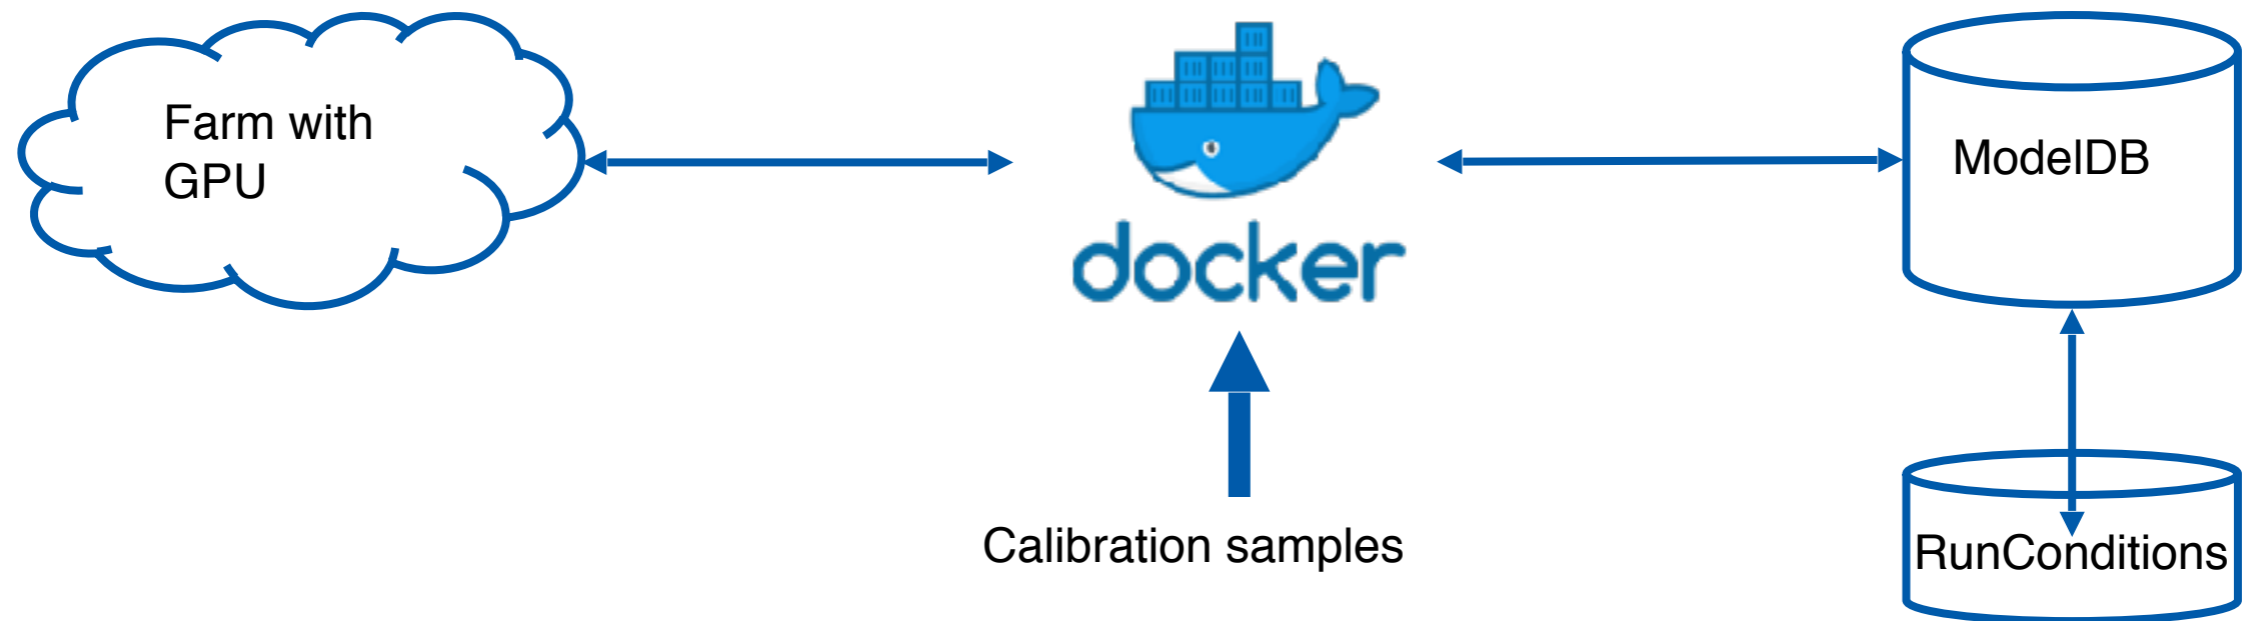 Farm with
GPU
docker
ModelDB
Calibration samples
RunConditions